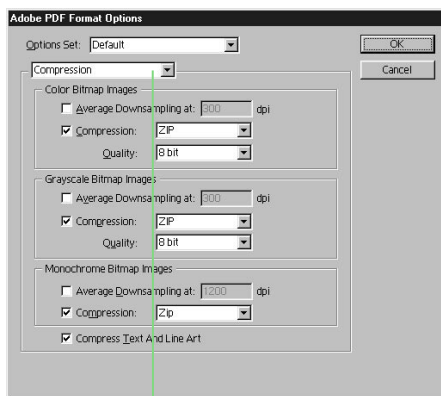 Adobe PDF Format Options
Options Set: Default
OK
Compression
Cancel
Color Bitmap Images
Average Downsampling at: 300 dpi
Compression: ZIP
Quality: 8 bit
Grayscale Bitmap Images
Average Downsampling at: 300 dpi
Compression: ZIP
Quality: 8 bit
Monochrome Bitmap Images
Average Downsampling at: 1200 dpi
Compression: Zip
Compress Text And Line Art